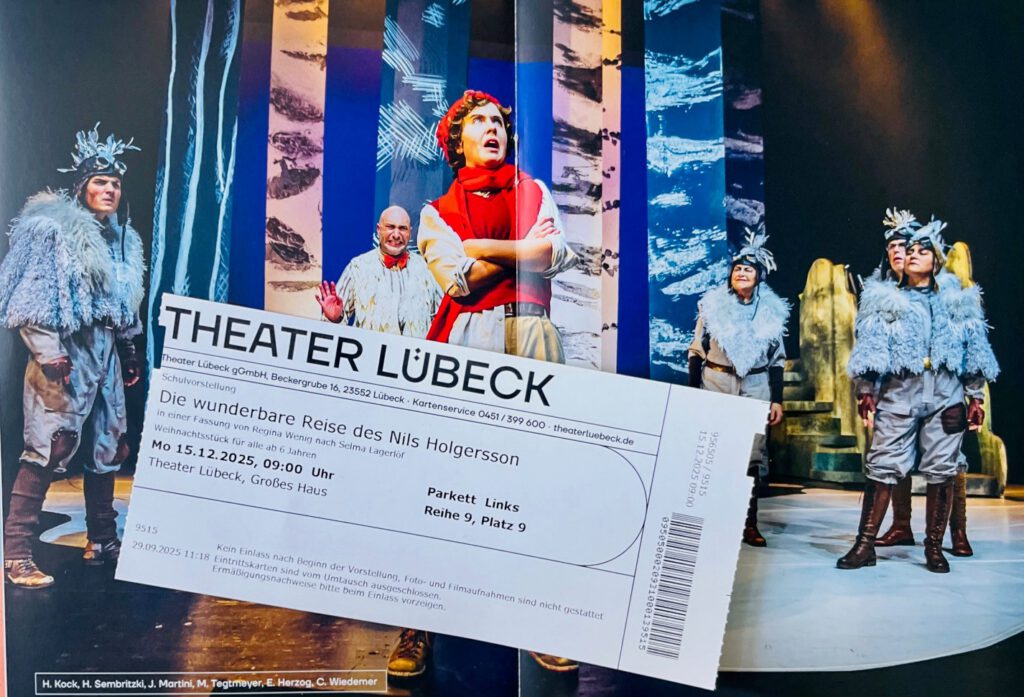 THEATER LÜBECK
Theater Lübeck gGmbH, Beckergrube 16, 23552 Lübeck · Kartenservice 0451 / 399 600 · theaterluebeck.de
Schulvorstellung
Die wunderbare Reise des Nils Holgersson
in einer Fassung von Regina Wenig nach Selma Lagerlöf
Weihnachtsstück für alle ab 6 Jahren
Mo 15.12.2025, 09:00 Uhr
Theater Lübeck, Großes Haus
Parkett Links
Reihe 9, Platz 9
9515
29.09.2025 11:18
Kein Einlass nach Beginn der Vorstellung, Foto- und Filmaufnahmen sind nicht gestattet
Eintrittskarten sind vom Umtausch ausgeschlossen.
Ermäßigungsnachweise bitte beim Einlass vorzeigen.
956505 / 9515
15.12.2025 09:00
H. Kock, H. Sembritzki, J. Martini, M. Tegtmeyer, E. Herzog, C. Wiedemer